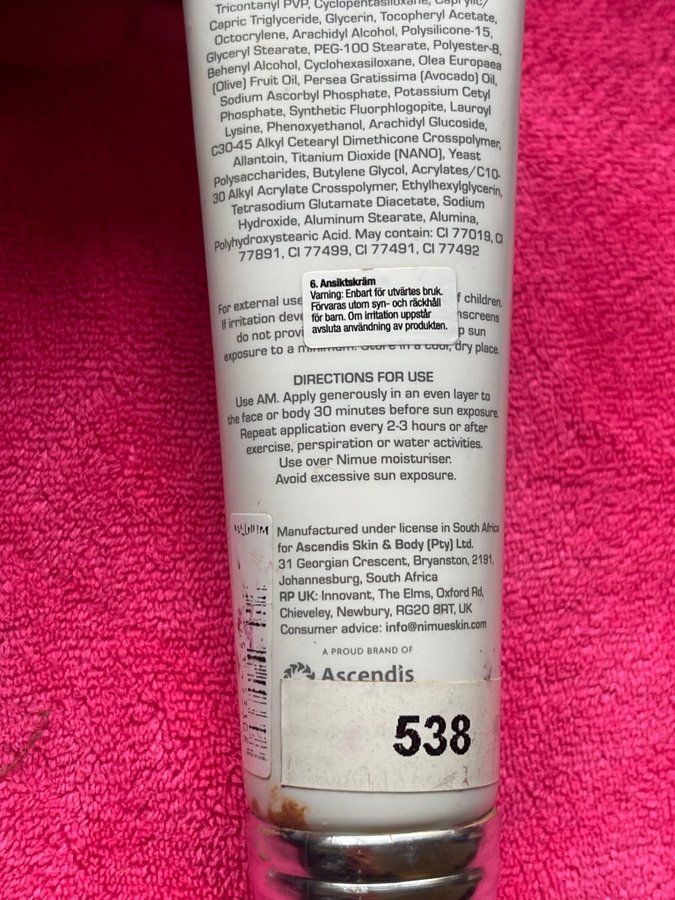 Tricontanyl PVP, Cyclopentasiloxane, Caprylic/
Capric Triglyceride, Glycerin, Tocopheryl Acetate,
Octocrylene, Arachidyl Alcohol, Polysilicone-15,
Glyceryl Stearate, PEG-100 Stearate, Polyester-8,
Behenyl Alcohol, Cyclohexasiloxane, Olea Europaea
(Olive) Fruit Oil, Persea Gratissima (Avocado) Oil,
Sodium Ascorbyl Phosphate, Potassium Cetyl
Phosphate, Synthetic Fluorphlogopite, Lauroyl
Lysine, Phenoxyethanol, Arachidyl Glucoside,
C30-45 Alkyl Cetearyl Dimethicone Crosspolymer,
Allantoin, Titanium Dioxide (NANO), Yeast
Polysaccharides, Butylene Glycol, Acrylates/C10-
30 Alkyl Acrylate Crosspolymer, Ethylhexylglycerin,
Tetrasodium Glutamate Diacetate, Sodium
Hydroxide, Aluminum Stearate, Alumina,
Polyhydroxystearic Acid. May contain: CI 77019, CI
77891, CI 77499, CI 77491, CI 77492
6. Ansiktskräm
Varning: Enbart för utvärtes bruk.
Förvaras utom syn- och räckhåll
för barn. Om irritation uppstår
avsluta användning av produkten.
For external use f children.
If irritation nscreens
do not sun
exposure to a minimum. Store in a cool, dry place.
DIRECTIONS FOR USE
Use AM. Apply generously in an even layer to
the face or body 30 minutes before sun exposure.
Repeat application every 2-3 hours or after
exercise, perspiration or water activities.
Use over Nimue moisturiser.
Avoid excessive sun exposure.
Manufactured under license in South Africa
for Ascendis Skin & Body (Pty) Ltd.
31 Georgian Crescent, Bryanston, 2191,
Johannesburg, South Africa
RP UK: Innovant, The Elms, Oxford Rd,
Chieveley, Newbury, RG20 8RT, UK
Consumer advice: info@nimueskin.com
A PROUD BRAND OF
Ascendis
538